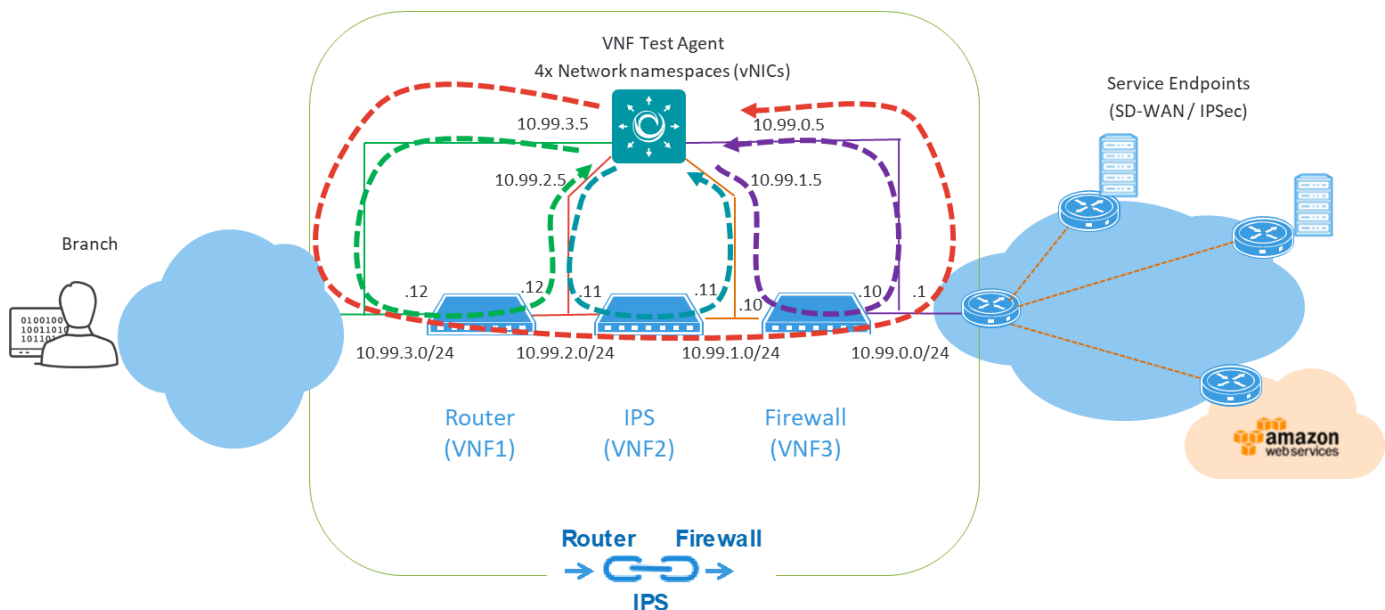 VNF Test Agent
4x Network namespaces (vNICs)
Service Endpoints
(SD-WAN / IPSec)
10.99.3.5
10.99.0.5
10.99.2.5
10.99.1.5
Branch
0100100
10011010
10110
.12
.12
.11
.11
.10
.10
.1
10.99.3.0/24
10.99.2.0/24
10.99.1.0/24
10.99.0.0/24
Router
(VNF1)
IPS
(VNF2)
Firewall
(VNF3)
amazon
webservices
Router
Firewall
IPS